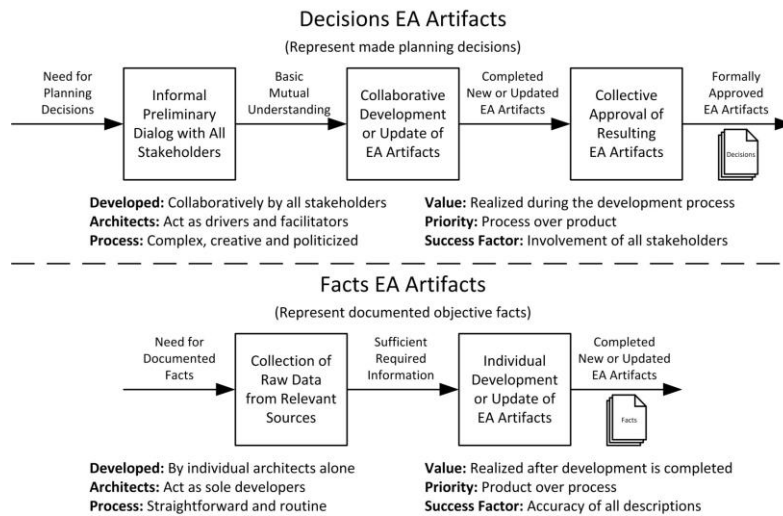 Decisions EA Artifacts
(Represent made planning decisions)
Need for
Planning
Decisions
Informal
Preliminary
Dialog with All
Stakeholders
Basic
Mutual
Understanding
Collaborative
Development
or Update of
EA Artifacts
Completed
New or Updated
EA Artifacts
Collective
Approval of
Resulting
EA Artifacts
Formally
Approved
EA Artifacts
Decisions
Developed: Collaboratively by all stakeholders
Architects: Act as drivers and facilitators
Process: Complex, creative and politicized
Value: Realized during the development process
Priority: Process over product
Success Factor: Involvement of all stakeholders
Facts EA Artifacts
(Represent documented objective facts)
Need for
Documented
Facts
Collection of
Raw Data
from Relevant
Sources
Sufficient
Required
Information
Individual
Development
or Update of
EA Artifacts
Completed
New or Updated
EA Artifacts
Facts
Developed: By individual architects alone
Architects: Act as sole developers
Process: Straightforward and routine
Value: Realized after development is completed
Priority: Product over process
Success Factor: Accuracy of all descriptions